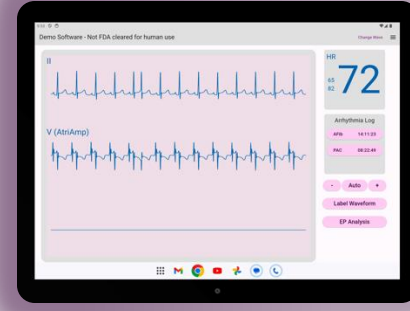 Demo Software - Not FDA cleared for human use
Change Wave
II
HR
65
82
72
V (AtriAmp)
Arrhythmia Log
AFIB 14:11:23
PAC 08:22:49
- Auto +
Label Waveform
EP Analysis